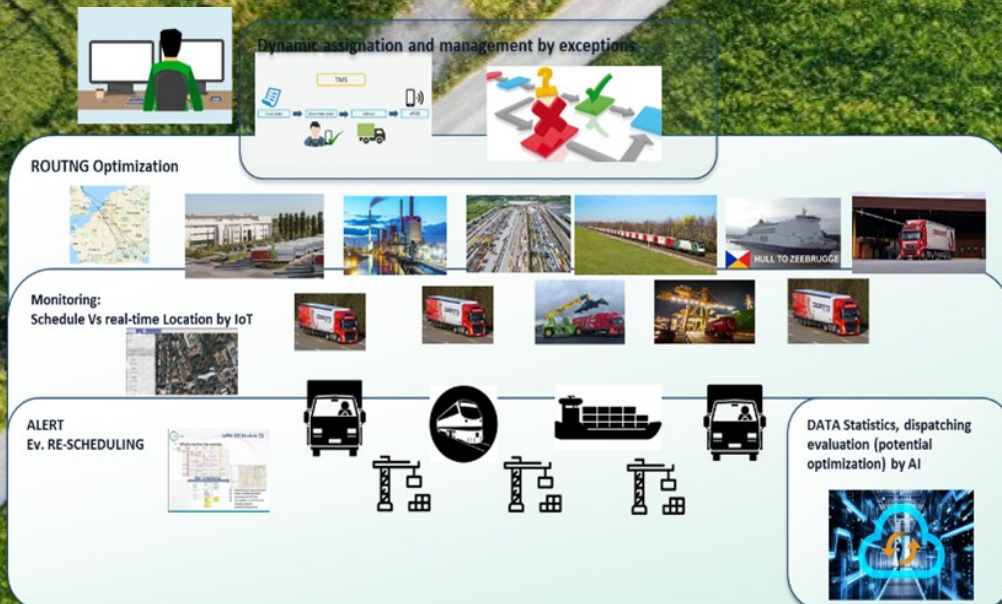 Dynamic assignation and management by exceptions
TMS
ROUTNG Optimization
HULL TO ZEEBRUGGE
Monitoring:
Schedule Vs real-time Location by IoT
ALERT
Ev. RE-SCHEDULING
DATA Statistics, dispatching
evaluation (potential
optimization) by AI